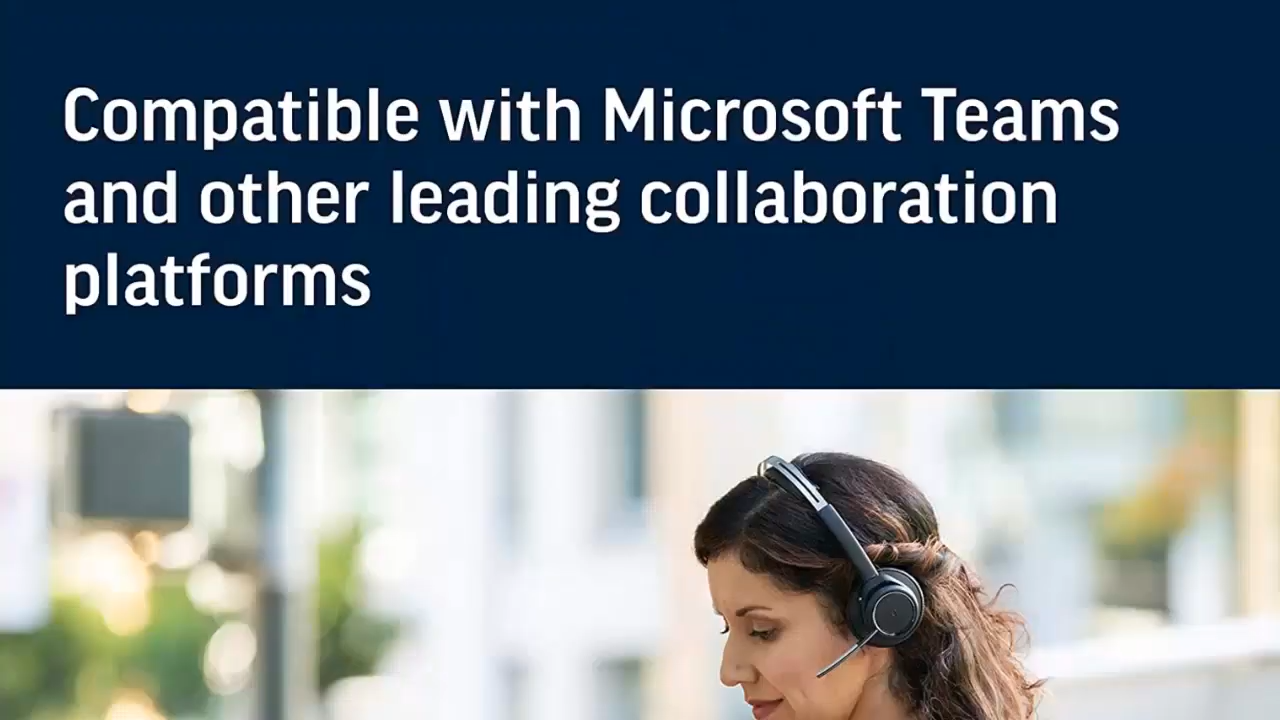 Compatible with Microsoft Teams
and other leading collaboration
platforms